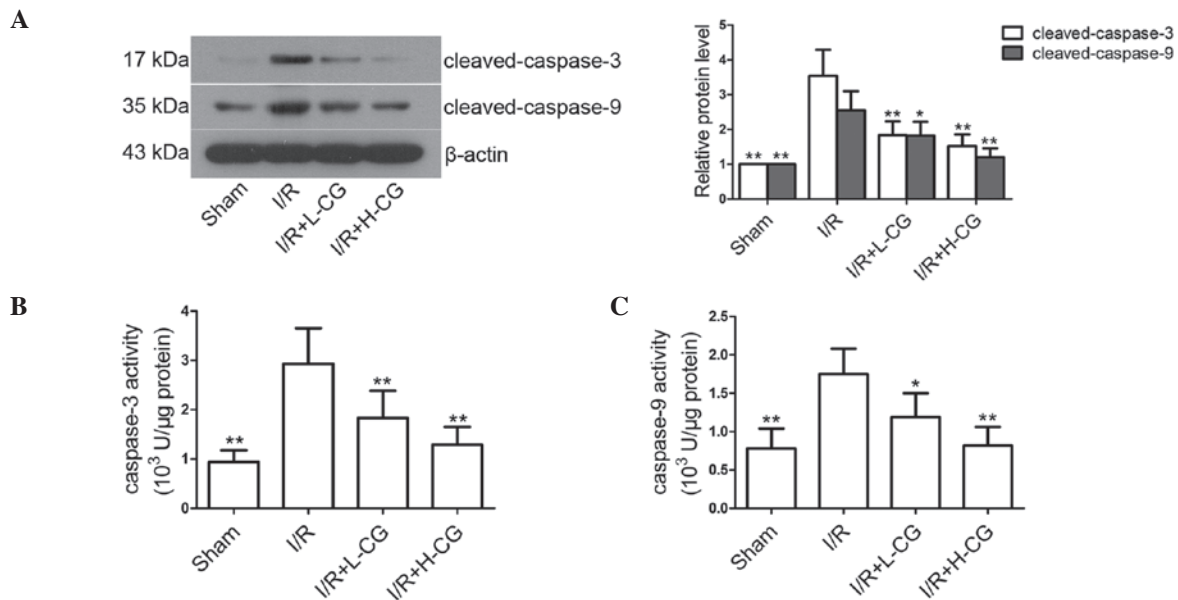 A
17 kDa
cleaved-caspase-3
35 kDa
cleaved-caspase-9
43 kDa
β-actin
Sham
I/R
I/R+L-CG
I/R+H-CG
Relative protein level
5
4
3
2
1
0
** ** ** * ** **
Sham
I/R
I/R+L-CG
I/R+H-CG
cleaved-caspase-3
cleaved-caspase-9
B
caspase-3 activity
(10³ U/μg protein)
4
3
2
1
0
** ** **
Sham
I/R
I/R+L-CG
I/R+H-CG
C
caspase-9 activity
(10³ U/μg protein)
2.5
2.0
1.5
1.0
0.5
0.0
** * **
Sham
I/R
I/R+L-CG
I/R+H-CG